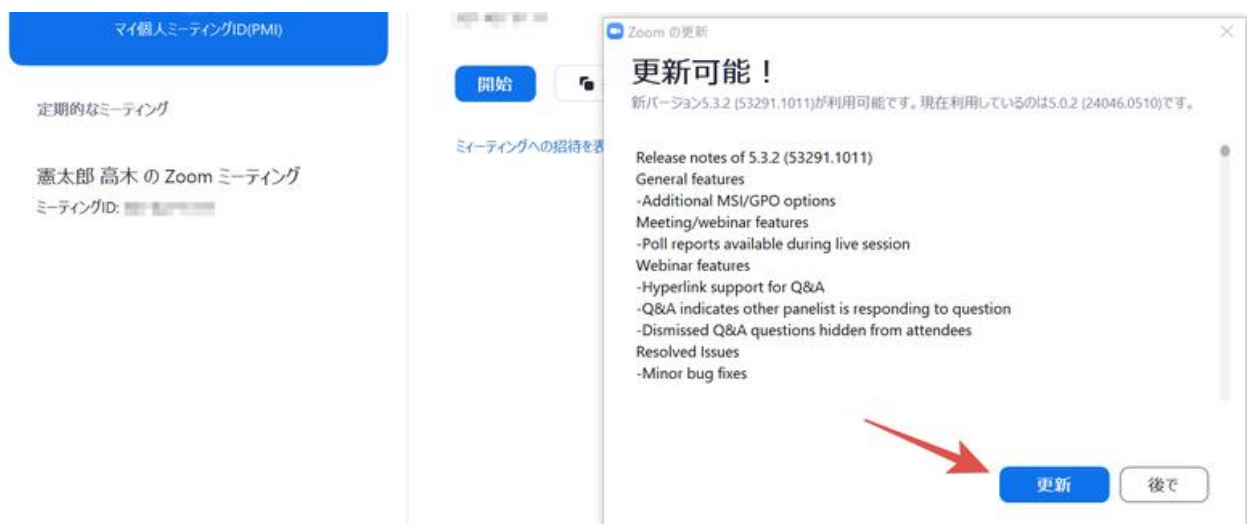 マイ個人ミーティングID(PMI)
定期的なミーティング
憲太郎 高木 の Zoom ミーティング
ミーティングID:
開始
ミィーティングへの招待を表
Zoom の更新
更新可能！
新バージョン5.3.2 (53291.1011)が利用可能です。現在利用しているのは5.0.2 (24046.0510)です。
Release notes of 5.3.2 (53291.1011)
General features
-Additional MSI/GPO options
Meeting/webinar features
-Poll reports available during live session
Webinar features
-Hyperlink support for Q&A
-Q&A indicates other panelist is responding to question
-Dismissed Q&A questions hidden from attendees
Resolved Issues
-Minor bug fixes
更新
後で